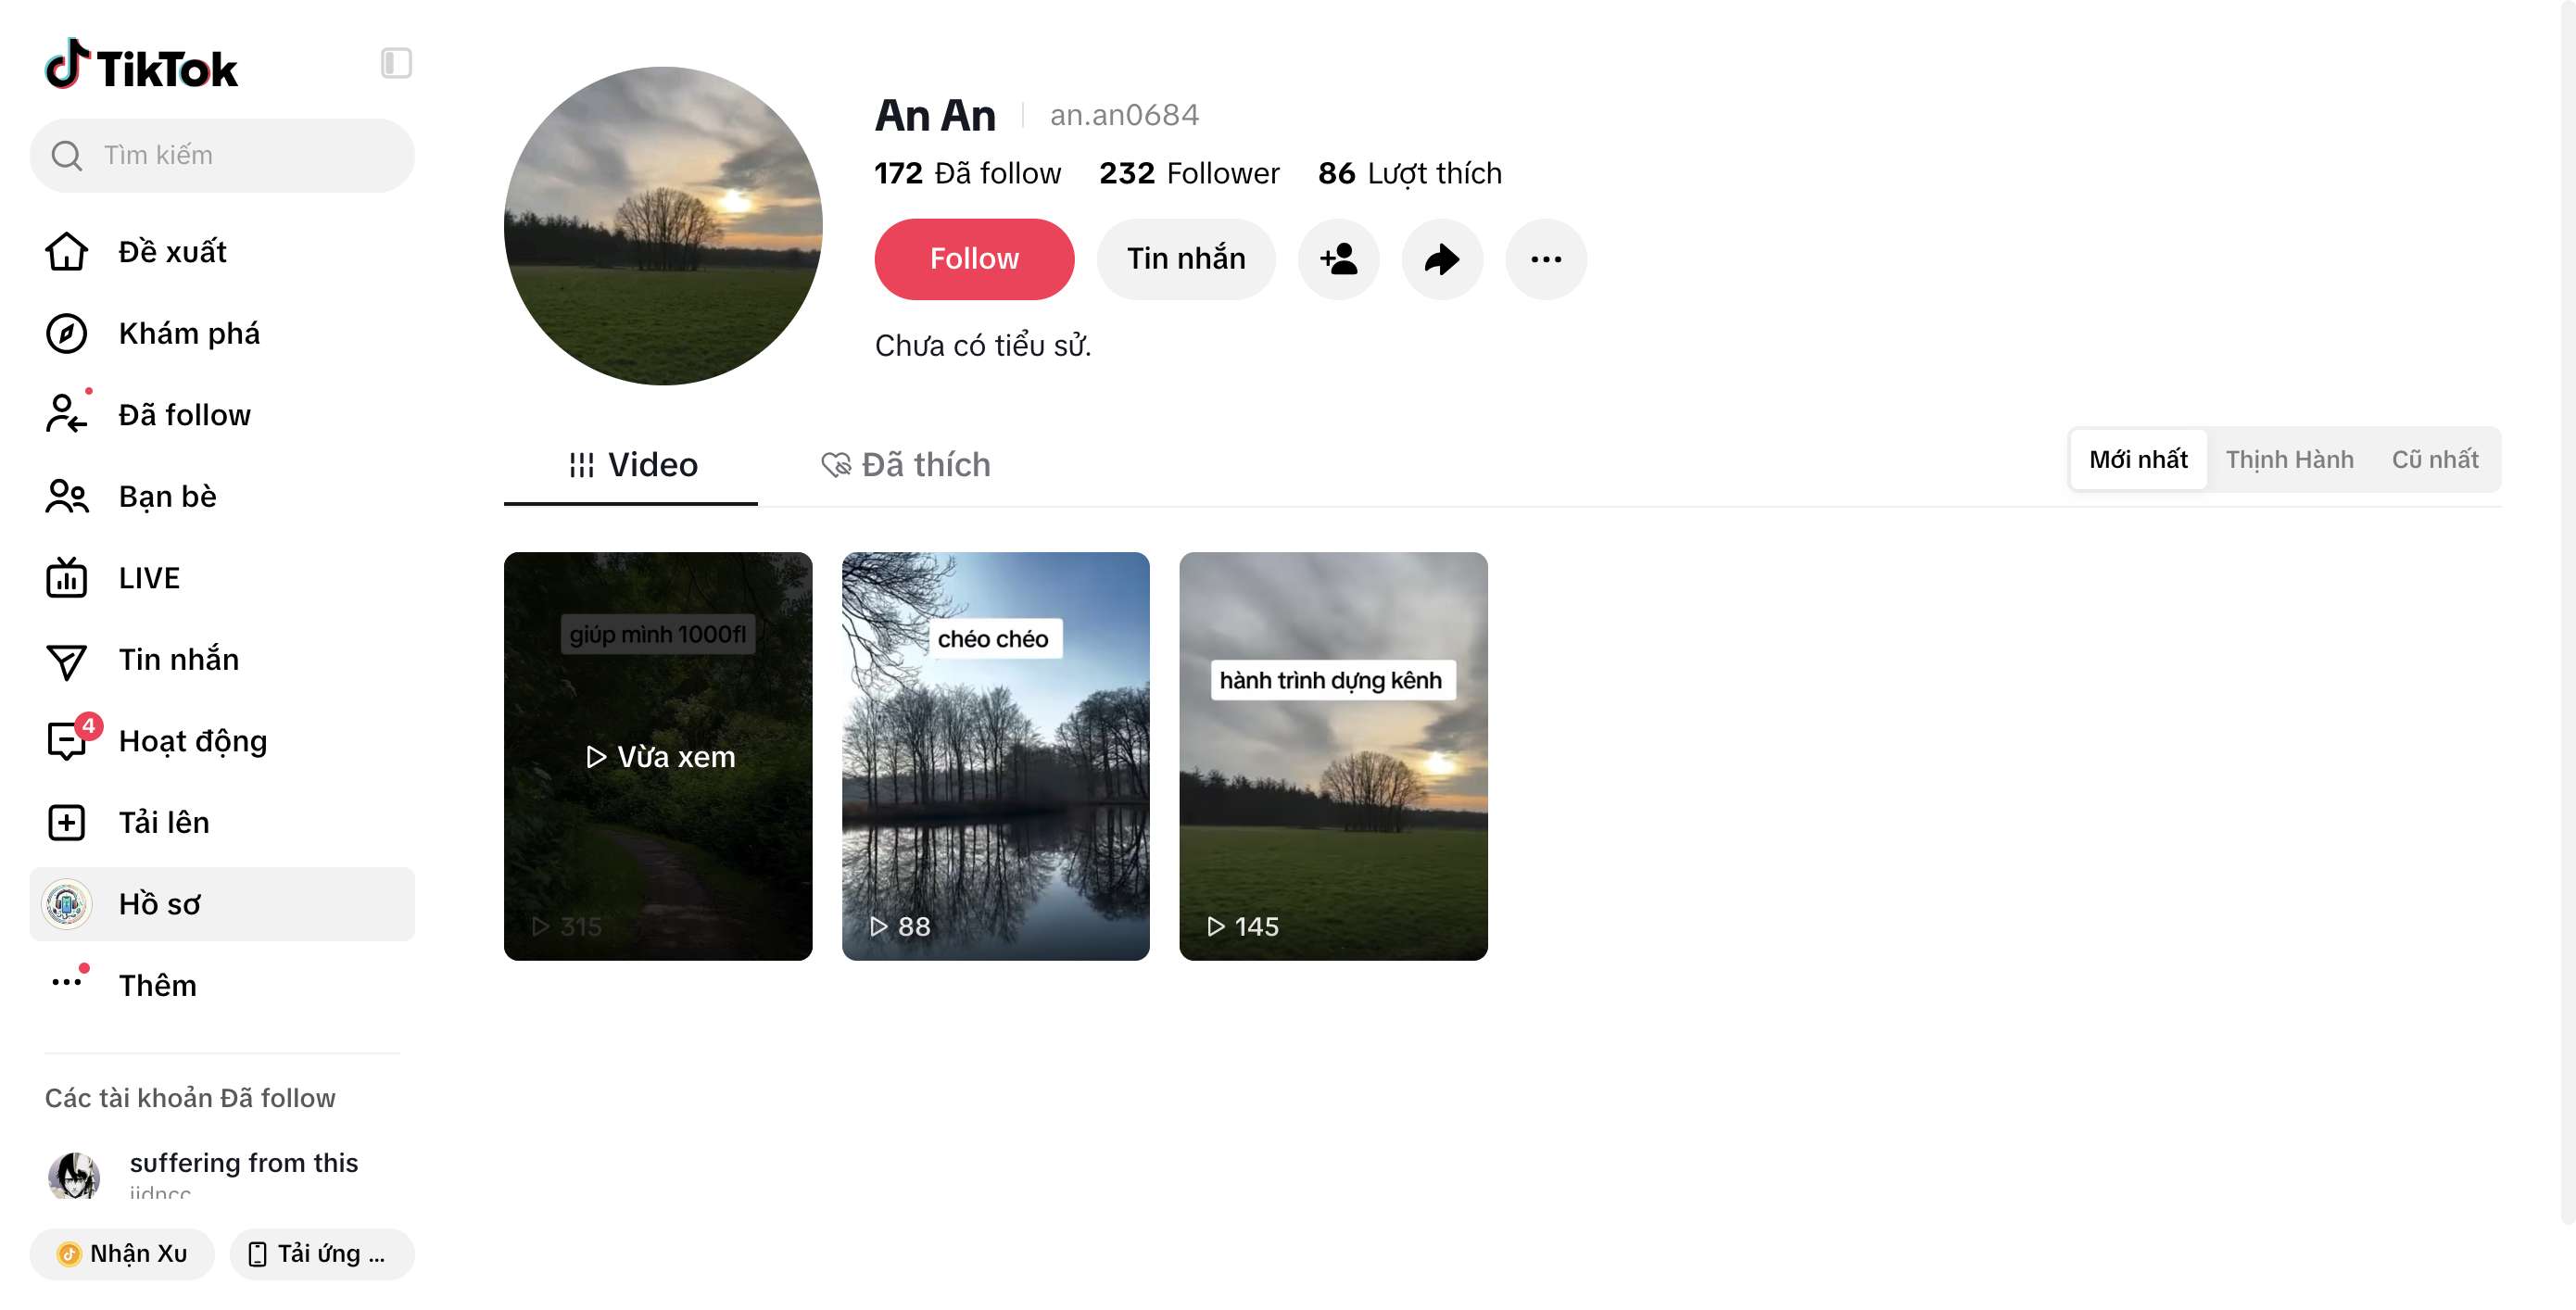 TikTok
Tìm kiếm
Đề xuất
Khám phá
Đã follow
Bạn bè
LIVE
Tin nhắn
4
Hoạt động
Tải lên
Hồ sơ
Thêm
Các tài khoản Đã follow
suffering from this
iidncc
Nhận Xu
Tải ứng ...
An An
an.an0684
172 Đã follow 232 Follower 86 Lượt thích
Follow
Tin nhắn
Chưa có tiểu sử.
Video
Đã thích
Mới nhất
Thịnh Hành
Cũ nhất
giúp mình 1000fl
Vừa xem
315
chéo chéo
88
hành trình dựng kênh
145